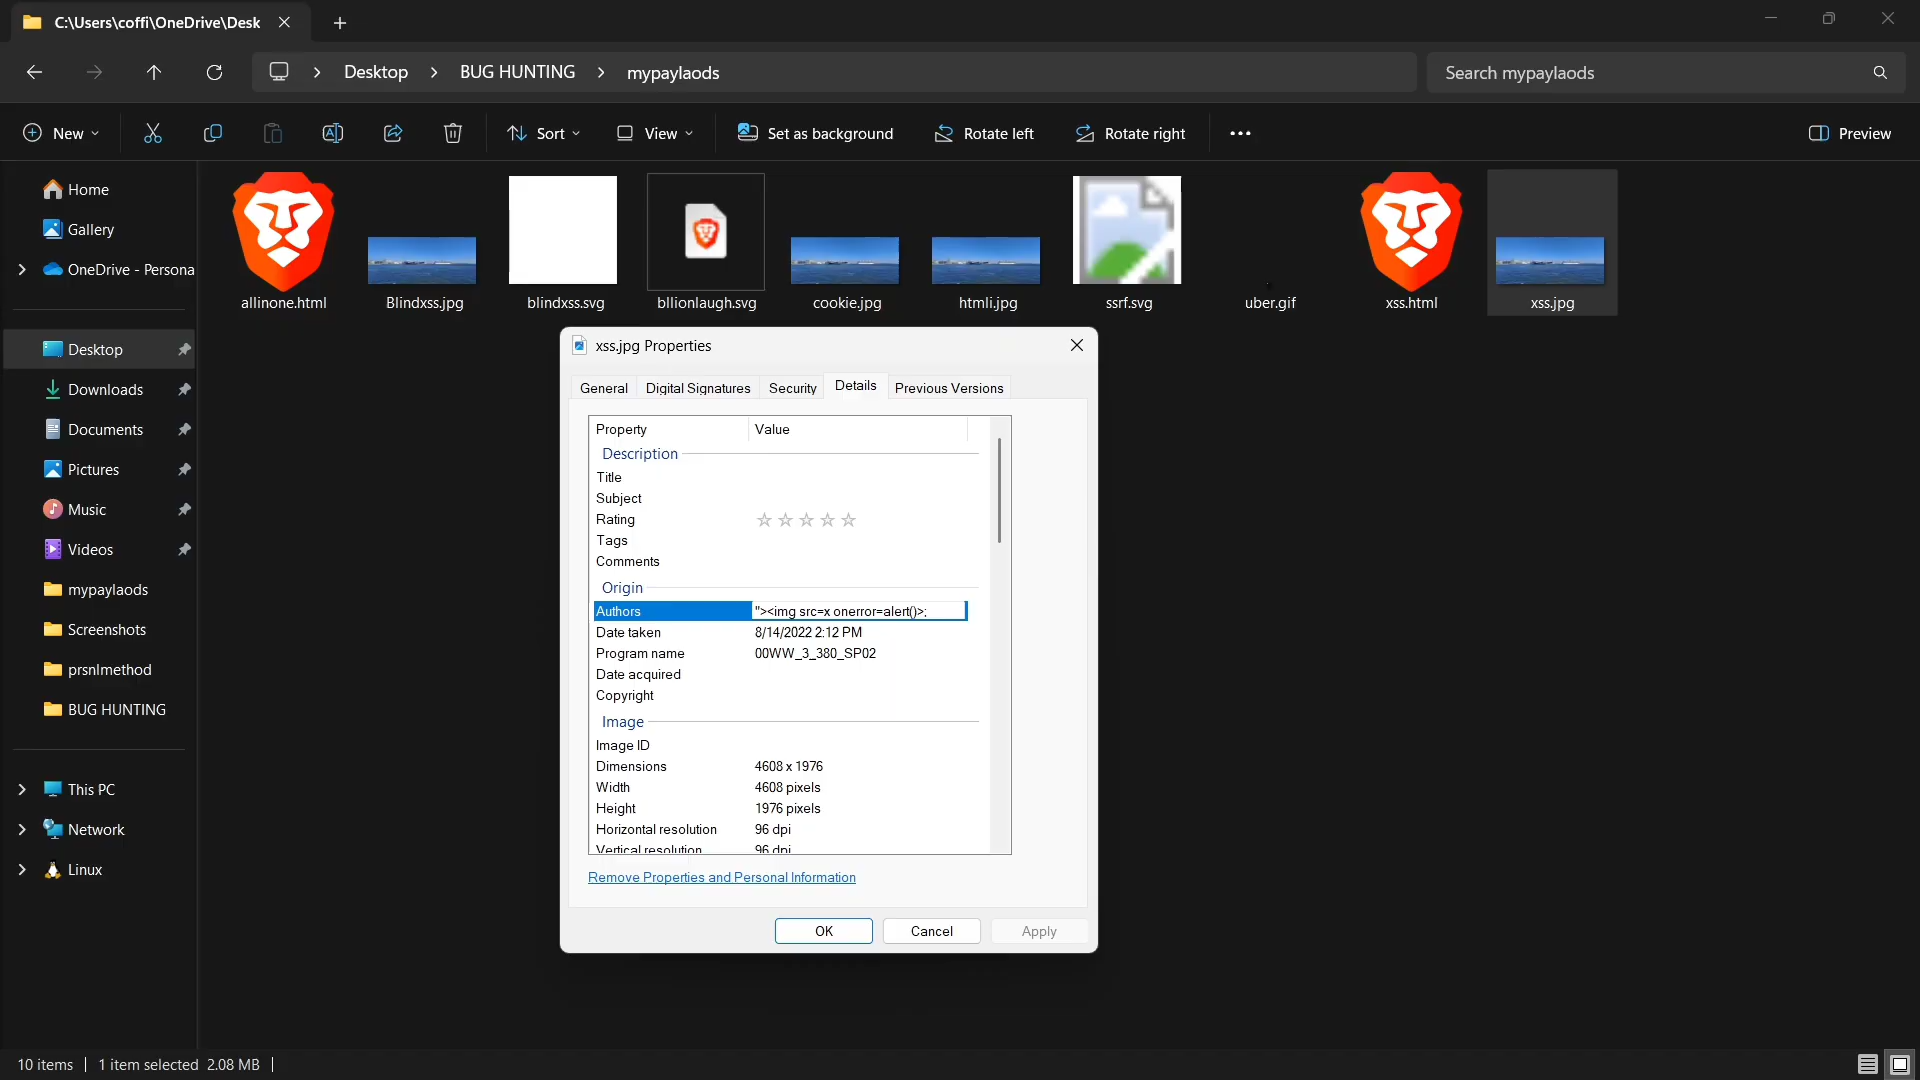 C:\Users\coffi\OneDrive\Desk
Desktop > BUG HUNTING > mypaylaods
Search mypaylaods
New
Sort
View
Set as background
Rotate left
Rotate right
Preview
Home
Gallery
OneDrive - Persona
Desktop
Downloads
Documents
Pictures
Music
Videos
mypaylaods
Screenshots
prsnlmethod
BUG HUNTING
This PC
Network
Linux
allinone.html
Blindxss.jpg
blindxss.svg
bllionlaugh.svg
cookie.jpg
htmli.jpg
ssrf.svg
uber.gif
xss.html
xss.jpg
xss.jpg Properties
General
Digital Signatures
Security
Details
Previous Versions
Property Value
Description
Title
Subject
Rating
Tags
Comments
Origin
Authors "><img src=x onerror=alert()>;
Date taken 8/14/2022 2:12 PM
Program name 00WW_3_380_SP02
Date acquired
Copyright
Image
Image ID
Dimensions 4608 x 1976
Width 4608 pixels
Height 1976 pixels
Horizontal resolution 96 dpi
Vertical resolution 96 dpi
Remove Properties and Personal Information
OK
Cancel
Apply
10 items
1 item selected 2.08 MB